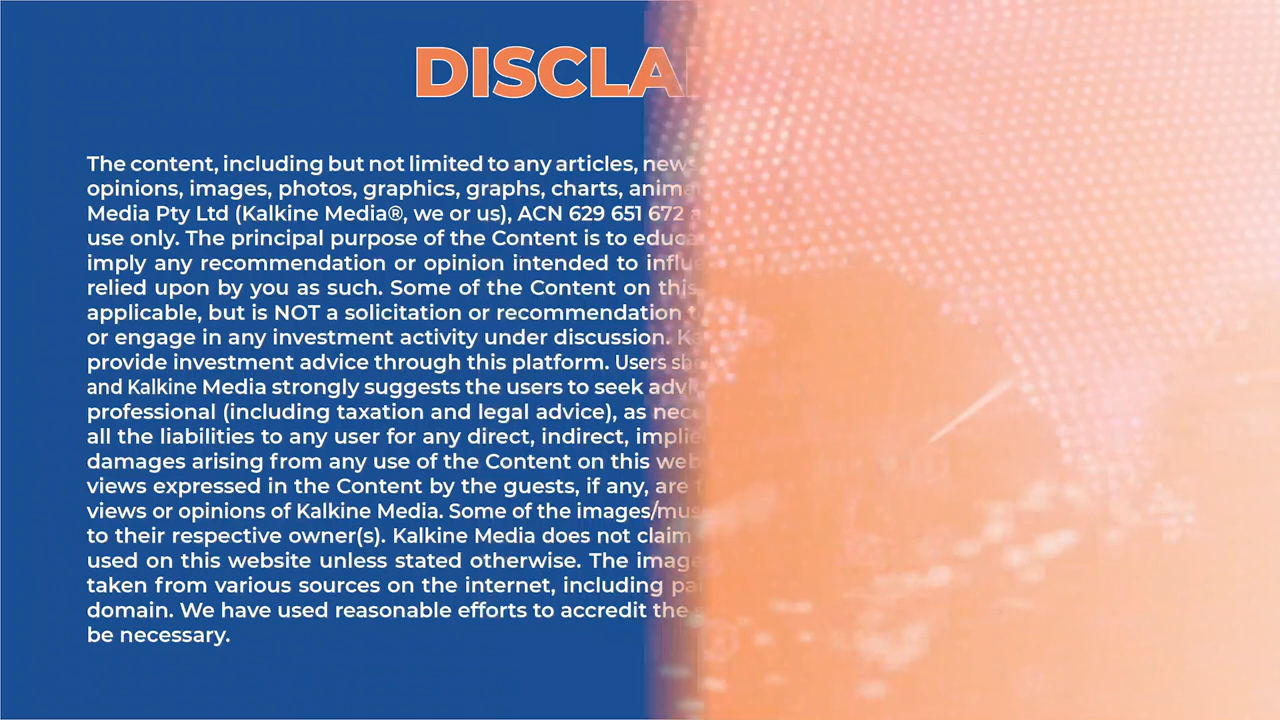 DISCLA
The content, including but not limited to any articles, news
opinions, images, photos, graphics, graphs, charts, anima
Media Pty Ltd (Kalkine Media®, we or us), ACN 629 651 672
use only. The principal purpose of the Content is to educa
imply any recommendation or opinion intended to influ
relied upon by you as such. Some of the Content on this
applicable, but is NOT a solicitation or recommendation
or engage in any investment activity under discussion.
provide investment advice through this platform. Users
and Kalkine Media strongly suggests the users to seek
professional (including taxation and legal advice), as
all the liabilities to any user for any direct, indirect,
damages arising from any use of the Content on this
views expressed in the Content by the guests, if any, are
views or opinions of Kalkine Media. Some of the images/mus
to their respective owner(s). Kalkine Media does not claim
used on this website unless stated otherwise. The image
taken from various sources on the internet, including
domain. We have used reasonable efforts to accredit the
be necessary.